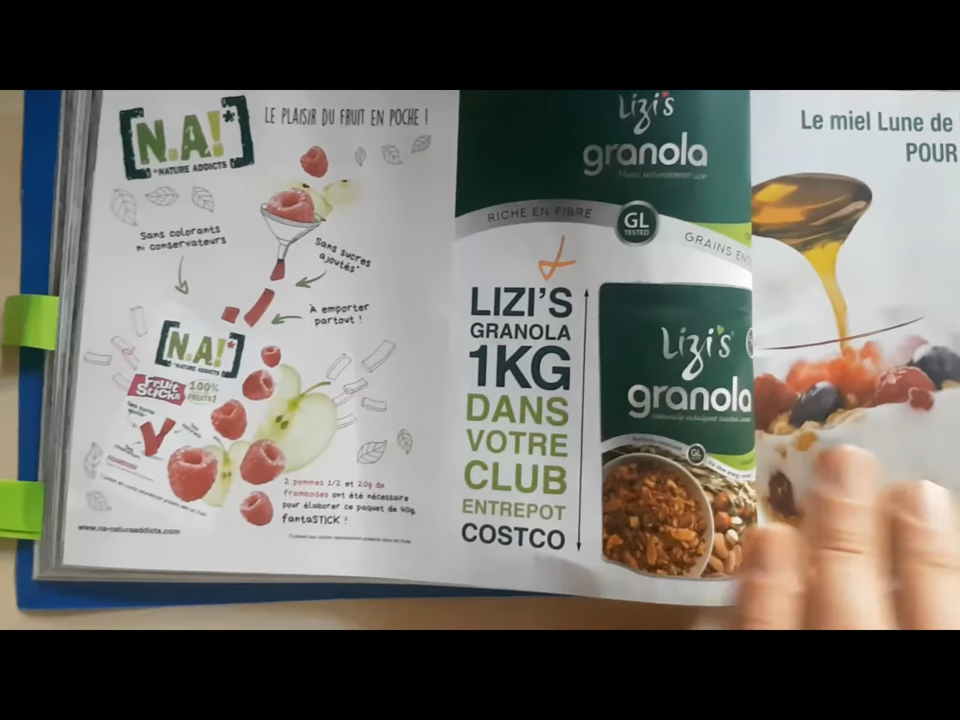 [N.A!*]
*NATURE ADDICTS
LE PLAISIR DU FRUIT EN POCHE !
Sans colorants
ni conservateurs
Sans sucres
ajoutés*
À emporter
partout !
[N.A!*]
*NATURE ADDICTS
Fruit
Sticks
100%
FRUITS!
FRAMBOISE
2 pommes 1/2 et 20g de
framboises ont été nécessaire
pour élaborer ce paquet de 40g.
fantaSTICK !
www.na-natureaddicts.com
Lizi's
granola
RICHE EN FIBRE
GL
TESTED
GRAINS
LIZI'S
GRANOLA
1KG
DANS
VOTRE
CLUB
ENTREPOT
COSTCO
Lizi's
granola
GL
Le miel Lune de
POUR